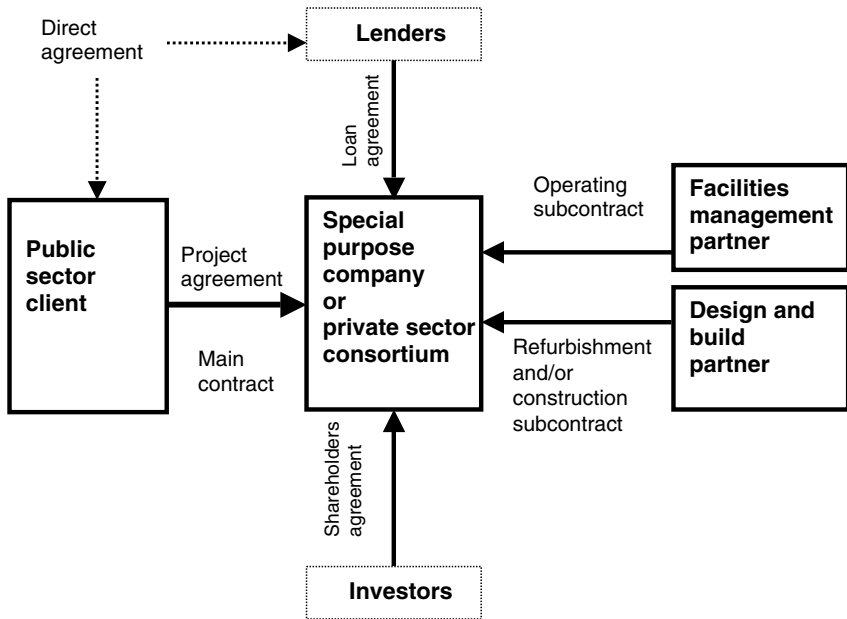 Direct
agreement
Lenders
Loan
agreement
Public
sector
client
Project
agreement
Main
contract
Special
purpose
company
or
private sector
consortium
Operating
subcontract
Facilities
management
partner
Refurbishment
and/or
construction
subcontract
Design and
build
partner
Shareholders
agreement
Investors